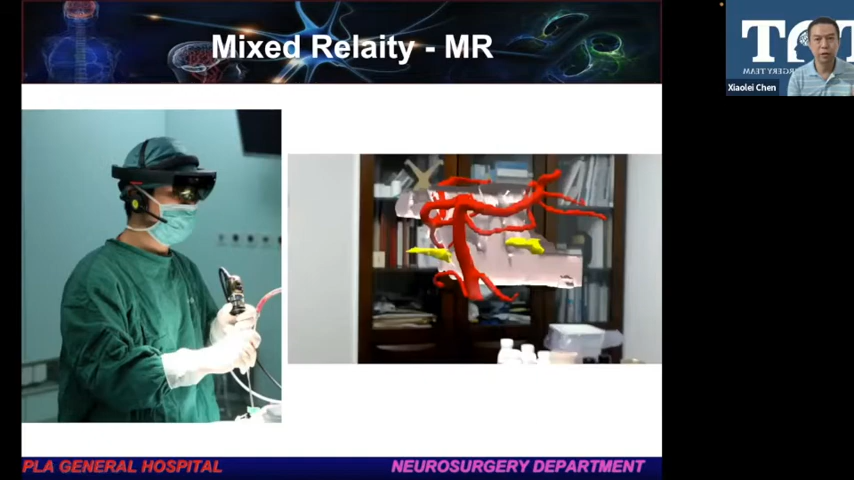 Mixed Relaity - MR
Xiaolei Chen
PLA GENERAL HOSPITAL
NEUROSURGERY DEPARTMENT